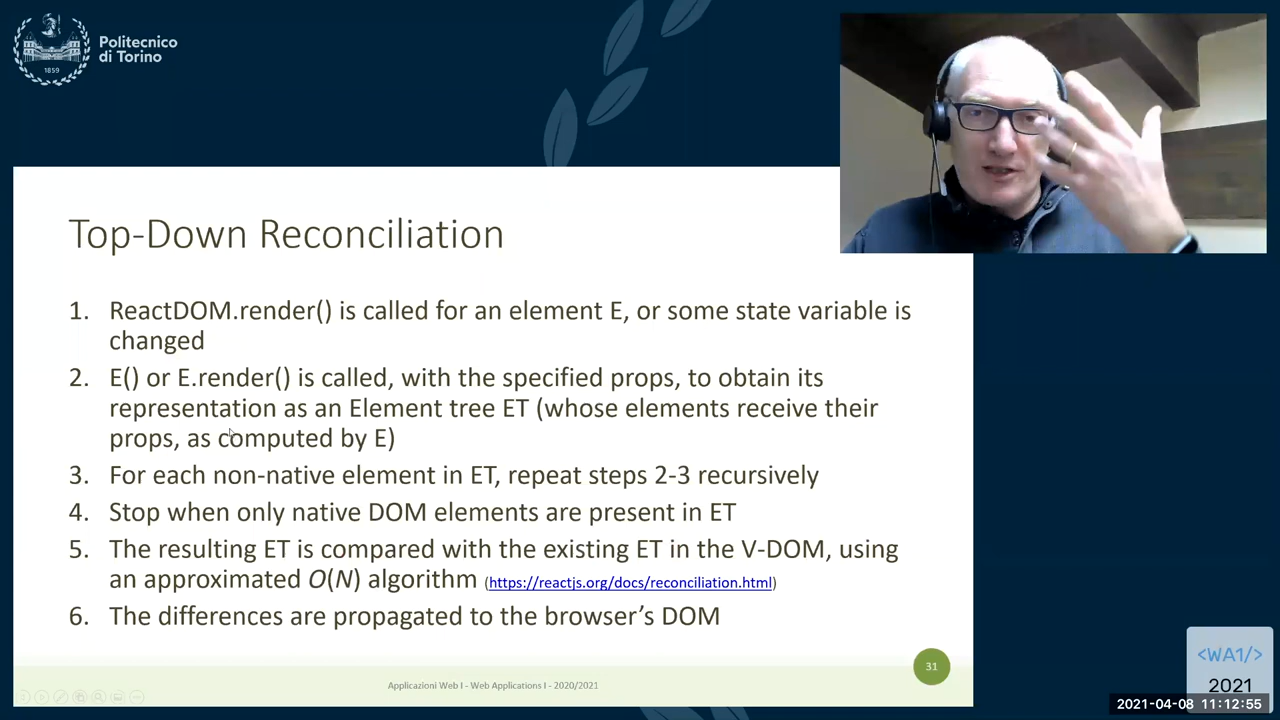 Politecnico
di Torino
1859
Top-Down Reconciliation
1. ReactDOM.render() is called for an element E, or some state variable is
changed
2. E() or E.render() is called, with the specified props, to obtain its
representation as an Element tree ET (whose elements receive their
props, as computed by E)
3. For each non-native element in ET, repeat steps 2-3 recursively
4. Stop when only native DOM elements are present in ET
5. The resulting ET is compared with the existing ET in the V-DOM, using
an approximated O(N) algorithm (https://reactjs.org/docs/reconciliation.html)
6. The differences are propagated to the browser's DOM
31
Applicazioni Web I - Web Applications I - 2020/2021
<WA1/>
2021
2021-04-08 11:12:55